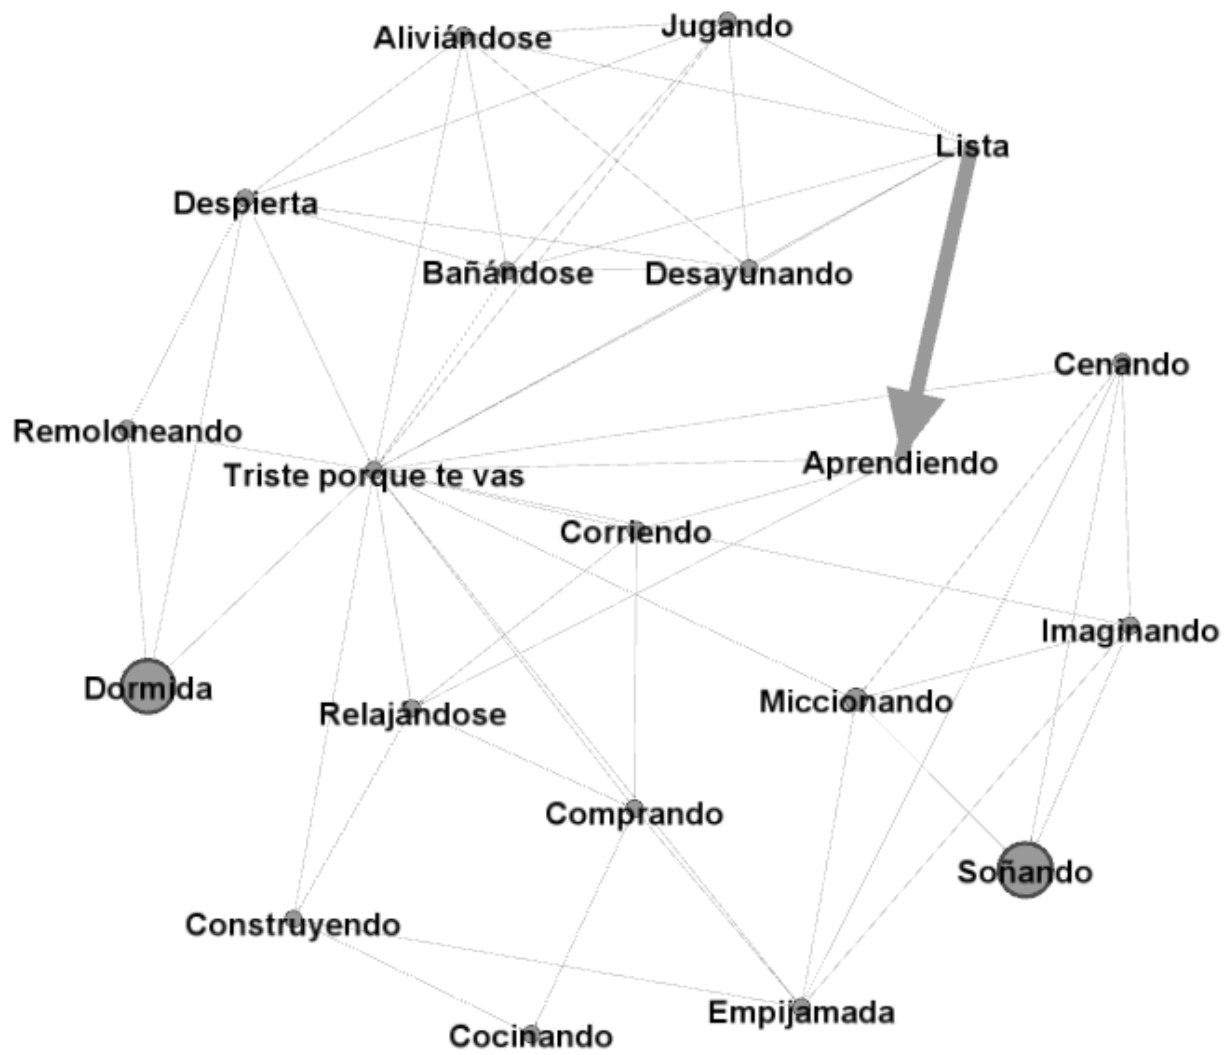 Aliviándose
Jugando
Lista
Despierta
Bañándose
Desayunando
Cenando
Remoloneando
Triste porque te vas
Aprendiendo
Corriendo
Imaginando
Dormida
Relajándose
Miccionando
Comprando
Soñando
Construyendo
Empijamada
Cocinando